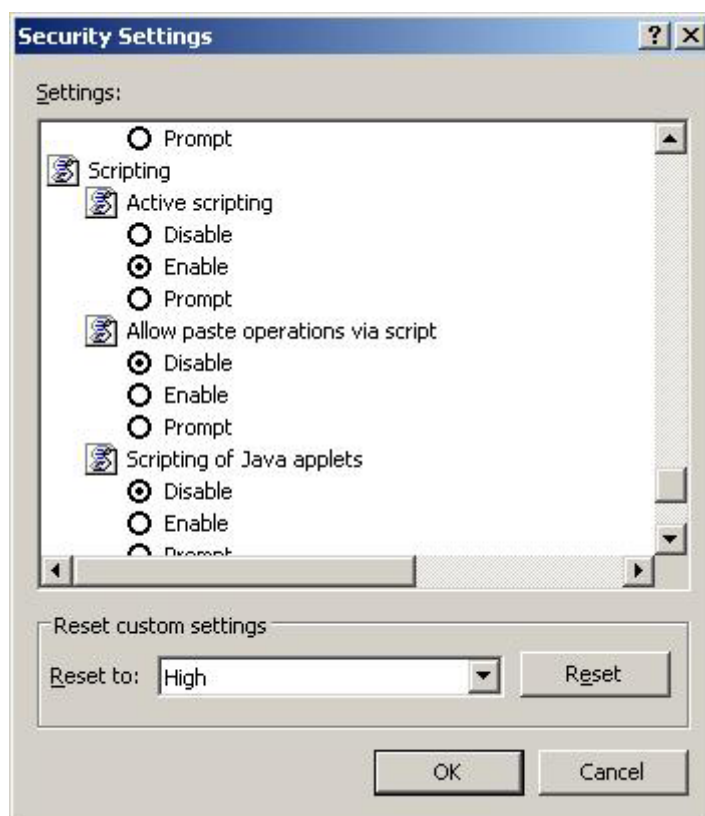 Security Settings
Settings:
Prompt
Scripting
Active scripting
Disable
Enable
Prompt
Allow paste operations via script
Disable
Enable
Prompt
Scripting of Java applets
Disable
Enable
Prompt
Reset custom settings
Reset to: High Reset
OK Cancel